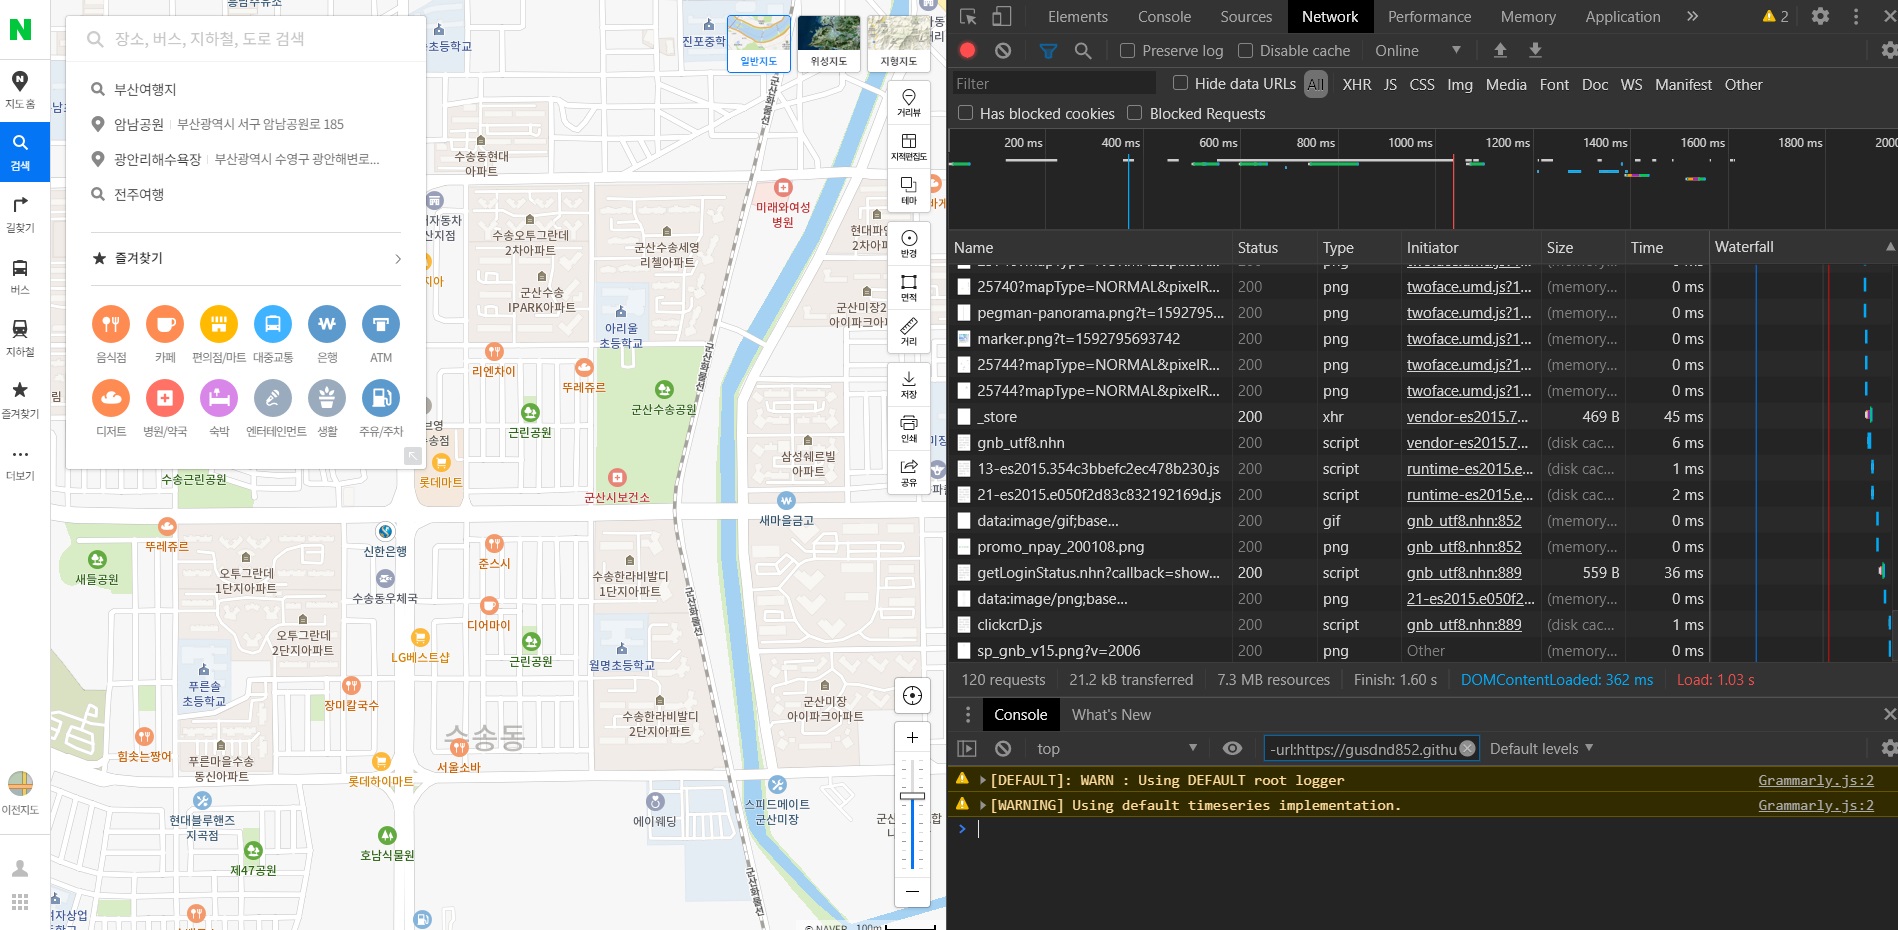 N
지도 홈
검색
길찾기
버스
지하철
즐겨찾기
더보기
이전지도
장소, 버스, 지하철, 도로 검색
부산여행지
암남공원 부산광역시 서구 암남공원로 185
광안리해수욕장 부산광역시 수영구 광안해변로...
전주여행
즐겨찾기
음식점 카페 편의점/마트 대중교통 은행 ATM
디저트 병원/약국 숙박 엔터테인먼트 생활 주유/주차
진포중학
일반지도 위성지도 지형지도
거리뷰
지적편집도
테마
반경
면적
거리
저장
인쇄
공유
초등학교
수송동현대
아파트
미래와여성
병원
수송오투그란데
2차아파트
군산수송세영
리첼아파트
군산수송
IPARK아파트
아리울
초등학교
군산화물선
군산미장2
아이파크아
리엔차이
뚜레쥬르
군산수송공원
근린공원
삼성쉐르빌
아파트
롯데마트
수송근린공원
군산시보건소
새마을금고
뚜레쥬르
신한은행
준스시
새들공원
오투그란데
1단지아파트
수송동우체국
수송한라비발디
1단지아파트
군산화물선
디어마이
오투그란데
2단지아파트
LG베스트샵
근린공원
월명초등학교
푸른솔
초등학교
장미칼국수
군산미장
아이파크아파트
수송한라비발디
2단지아파트
수송동
힘솟는짱어
푸른마을수송
동신아파트
서울소바
롯데하이마트
스피드메이트
군산미장
현대블루핸즈
지곡점
에이웨딩
호남식물원
제47공원
군산화물선
© NAVER 100m
Elements Console Sources Network Performance Memory Application » 2
Preserve log Disable cache Online
Filter Hide data URLs All XHR JS CSS Img Media Font Doc WS Manifest Other
Has blocked cookies Blocked Requests
200 ms 400 ms 600 ms 800 ms 1000 ms 1200 ms 1400 ms 1600 ms 1800 ms 2000
Name Status Type Initiator Size Time Waterfall
25740?mapType=NORMAL&pixelR... 200 png twoface.umd.js?1... (memory... 0 ms
pegman-panorama.png?t=1592795... 200 png twoface.umd.js?1... (memory... 0 ms
marker.png?t=1592795693742 200 png twoface.umd.js?1... (memory... 0 ms
25744?mapType=NORMAL&pixelR... 200 png twoface.umd.js?1... (memory... 0 ms
25744?mapType=NORMAL&pixelR... 200 png twoface.umd.js?1... (memory... 0 ms
_store 200 xhr vendor-es2015.7... 469 B 45 ms
gnb_utf8.nhn 200 script vendor-es2015.7... (disk cac... 6 ms
13-es2015.354c3bbefc2ec478b230.js 200 script runtime-es2015.e... (disk cac... 1 ms
21-es2015.e050f2d83c832192169d.js 200 script runtime-es2015.e... (disk cac... 2 ms
data:image/gif;base... 200 gif gnb_utf8.nhn:852 (memory... 0 ms
promo_npay_200108.png 200 png gnb_utf8.nhn:852 (memory... 0 ms
getLoginStatus.nhn?callback=show... 200 script gnb_utf8.nhn:889 559 B 36 ms
data:image/png;base... 200 png 21-es2015.e050f2... (memory... 0 ms
clickcrD.js 200 script gnb_utf8.nhn:889 (disk cac... 1 ms
sp_gnb_v15.png?v=2006 200 png Other (memory... 0 ms
120 requests 21.2 kB transferred 7.3 MB resources Finish: 1.60 s DOMContentLoaded: 362 ms Load: 1.03 s
Console What's New
top -url:https://gusdnd852.githu Default levels
[DEFAULT]: WARN : Using DEFAULT root logger Grammarly.js:2
[WARNING] Using default timeseries implementation. Grammarly.js:2